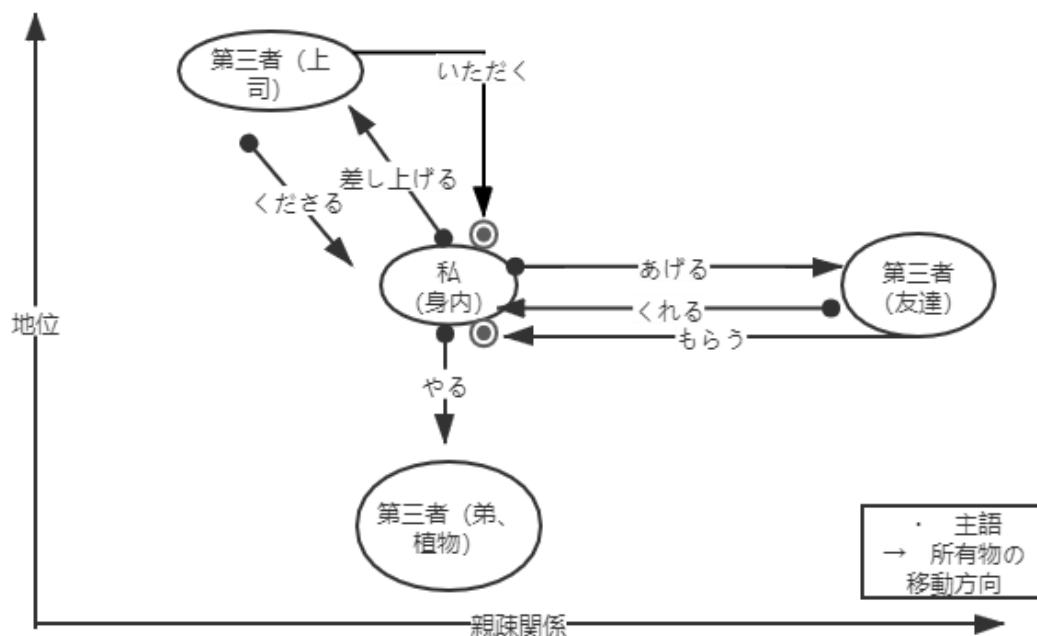 第三者（上
司）
いただく
差し上げる
くださる
私
（身内）
あげる
第三者
（友達）
くれる
もらう
地位
やる
第三者（弟、
植物）
・ 主語
→ 所有物の
移動方向
親疎関係